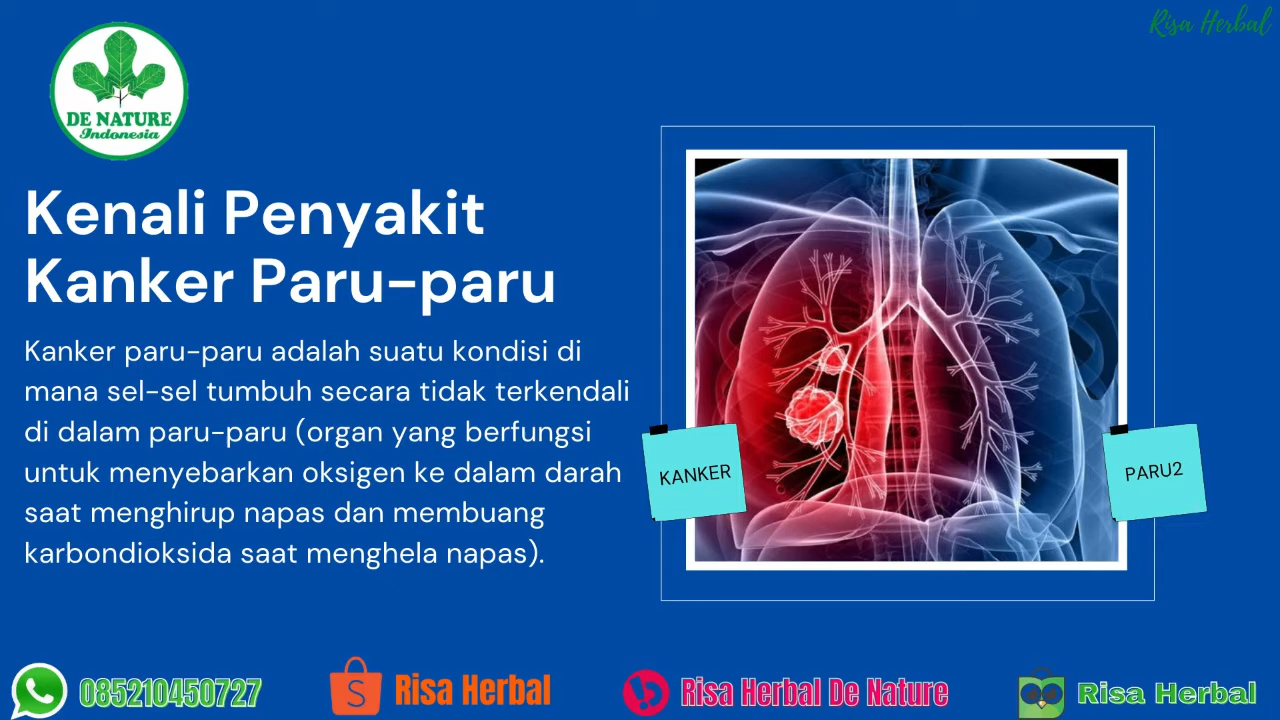 Risa Herbal
DE NATURE
Indonesia
Kenali Penyakit
Kanker Paru-paru
Kanker paru-paru adalah suatu kondisi di
mana sel-sel tumbuh secara tidak terkendali
di dalam paru-paru (organ yang berfungsi
untuk menyebarkan oksigen ke dalam darah
saat menghirup napas dan membuang
karbondioksida saat menghela napas).
KANKER
PARU2
085210450727
Risa Herbal
Risa Herbal De Nature
Risa Herbal